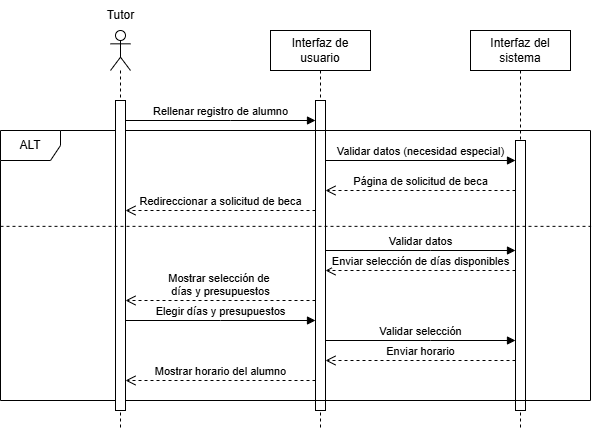 Tutor
Interfaz de
usuario
Interfaz del
sistema
Rellenar registro de alumno
ALT
Validar datos (necesidad especial)
Página de solicitud de beca
Redireccionar a solicitud de beca
Validar datos
Enviar selección de días disponibles
Mostrar selección de
días y presupuestos
Elegir días y presupuestos
Validar selección
Enviar horario
Mostrar horario del alumno